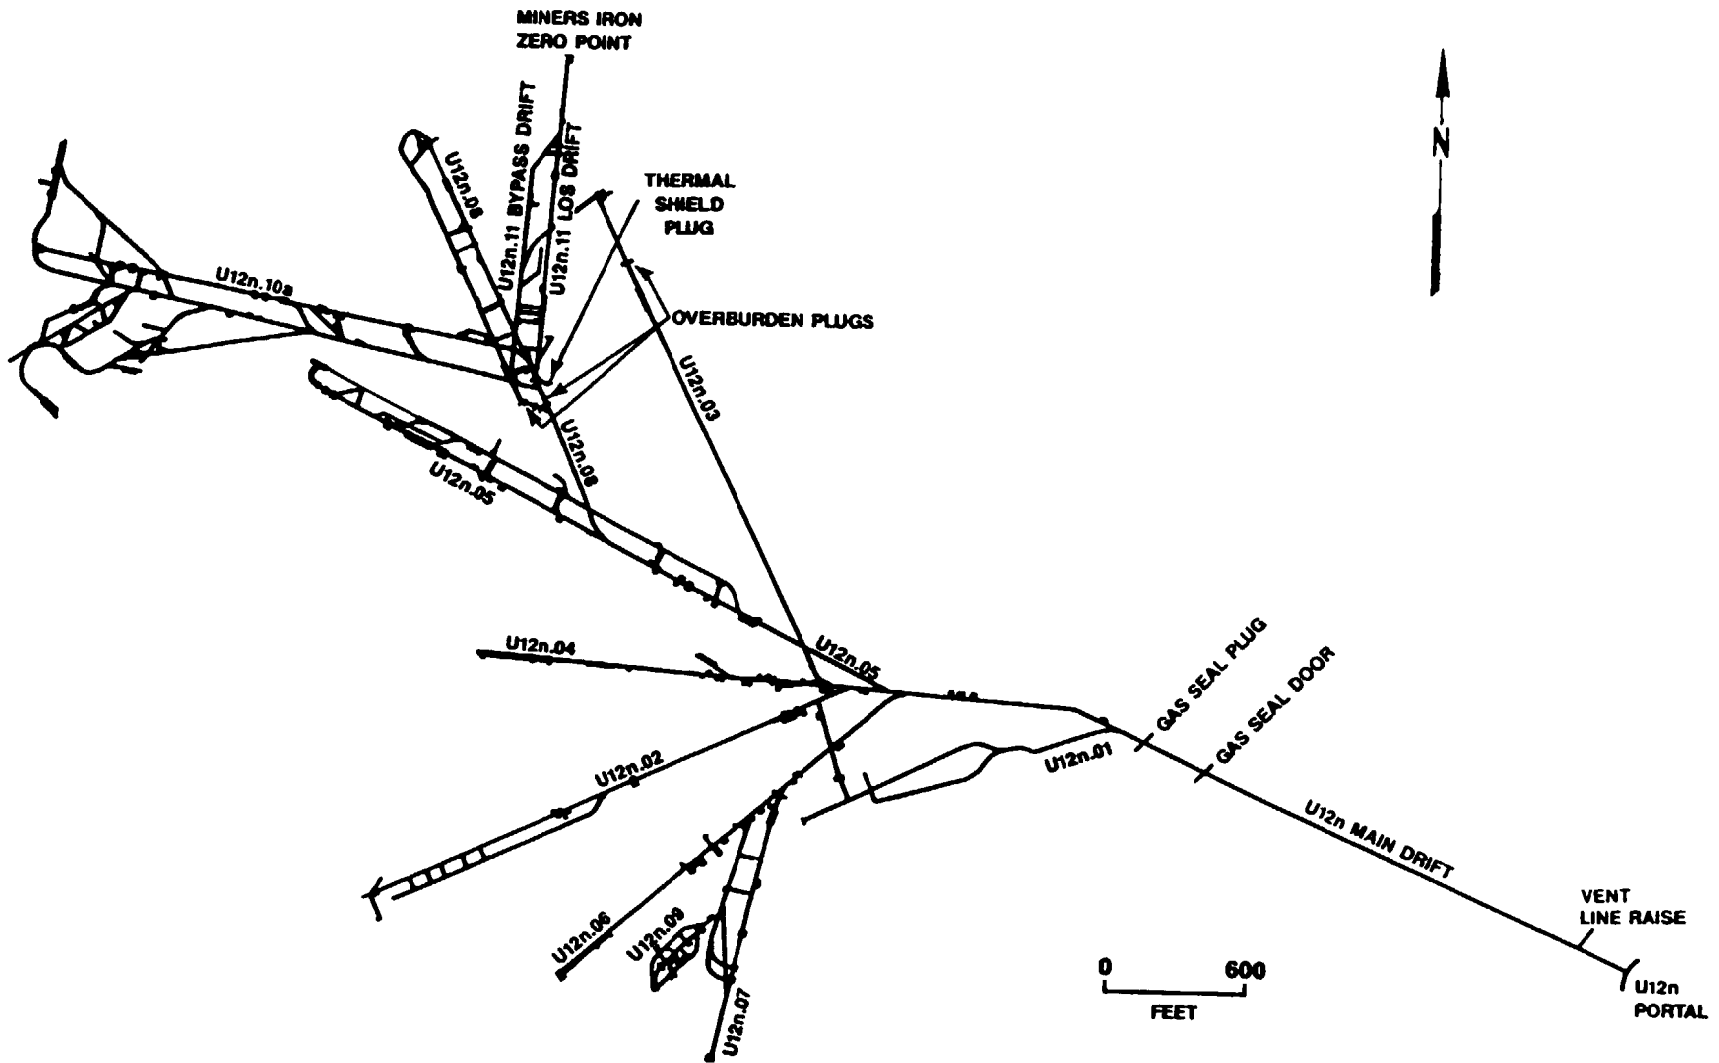 MINERS IRON
ZERO POINT
N
U12n.11 BYPASS DRIFT
U12n.11 LOS DRIFT
U12n.08
THERMAL
SHIELD
PLUG
U12n.10a
OVERBURDEN PLUGS
U12n.03
U12n.08
U12n.05
U12n.04
U12n.05
GAS SEAL PLUG
GAS SEAL DOOR
U12n.01
U12n.02
U12n MAIN DRIFT
VENT
LINE RAISE
U12n.06
U12n.09
0 600
FEET
U12n
PORTAL
U12n.07